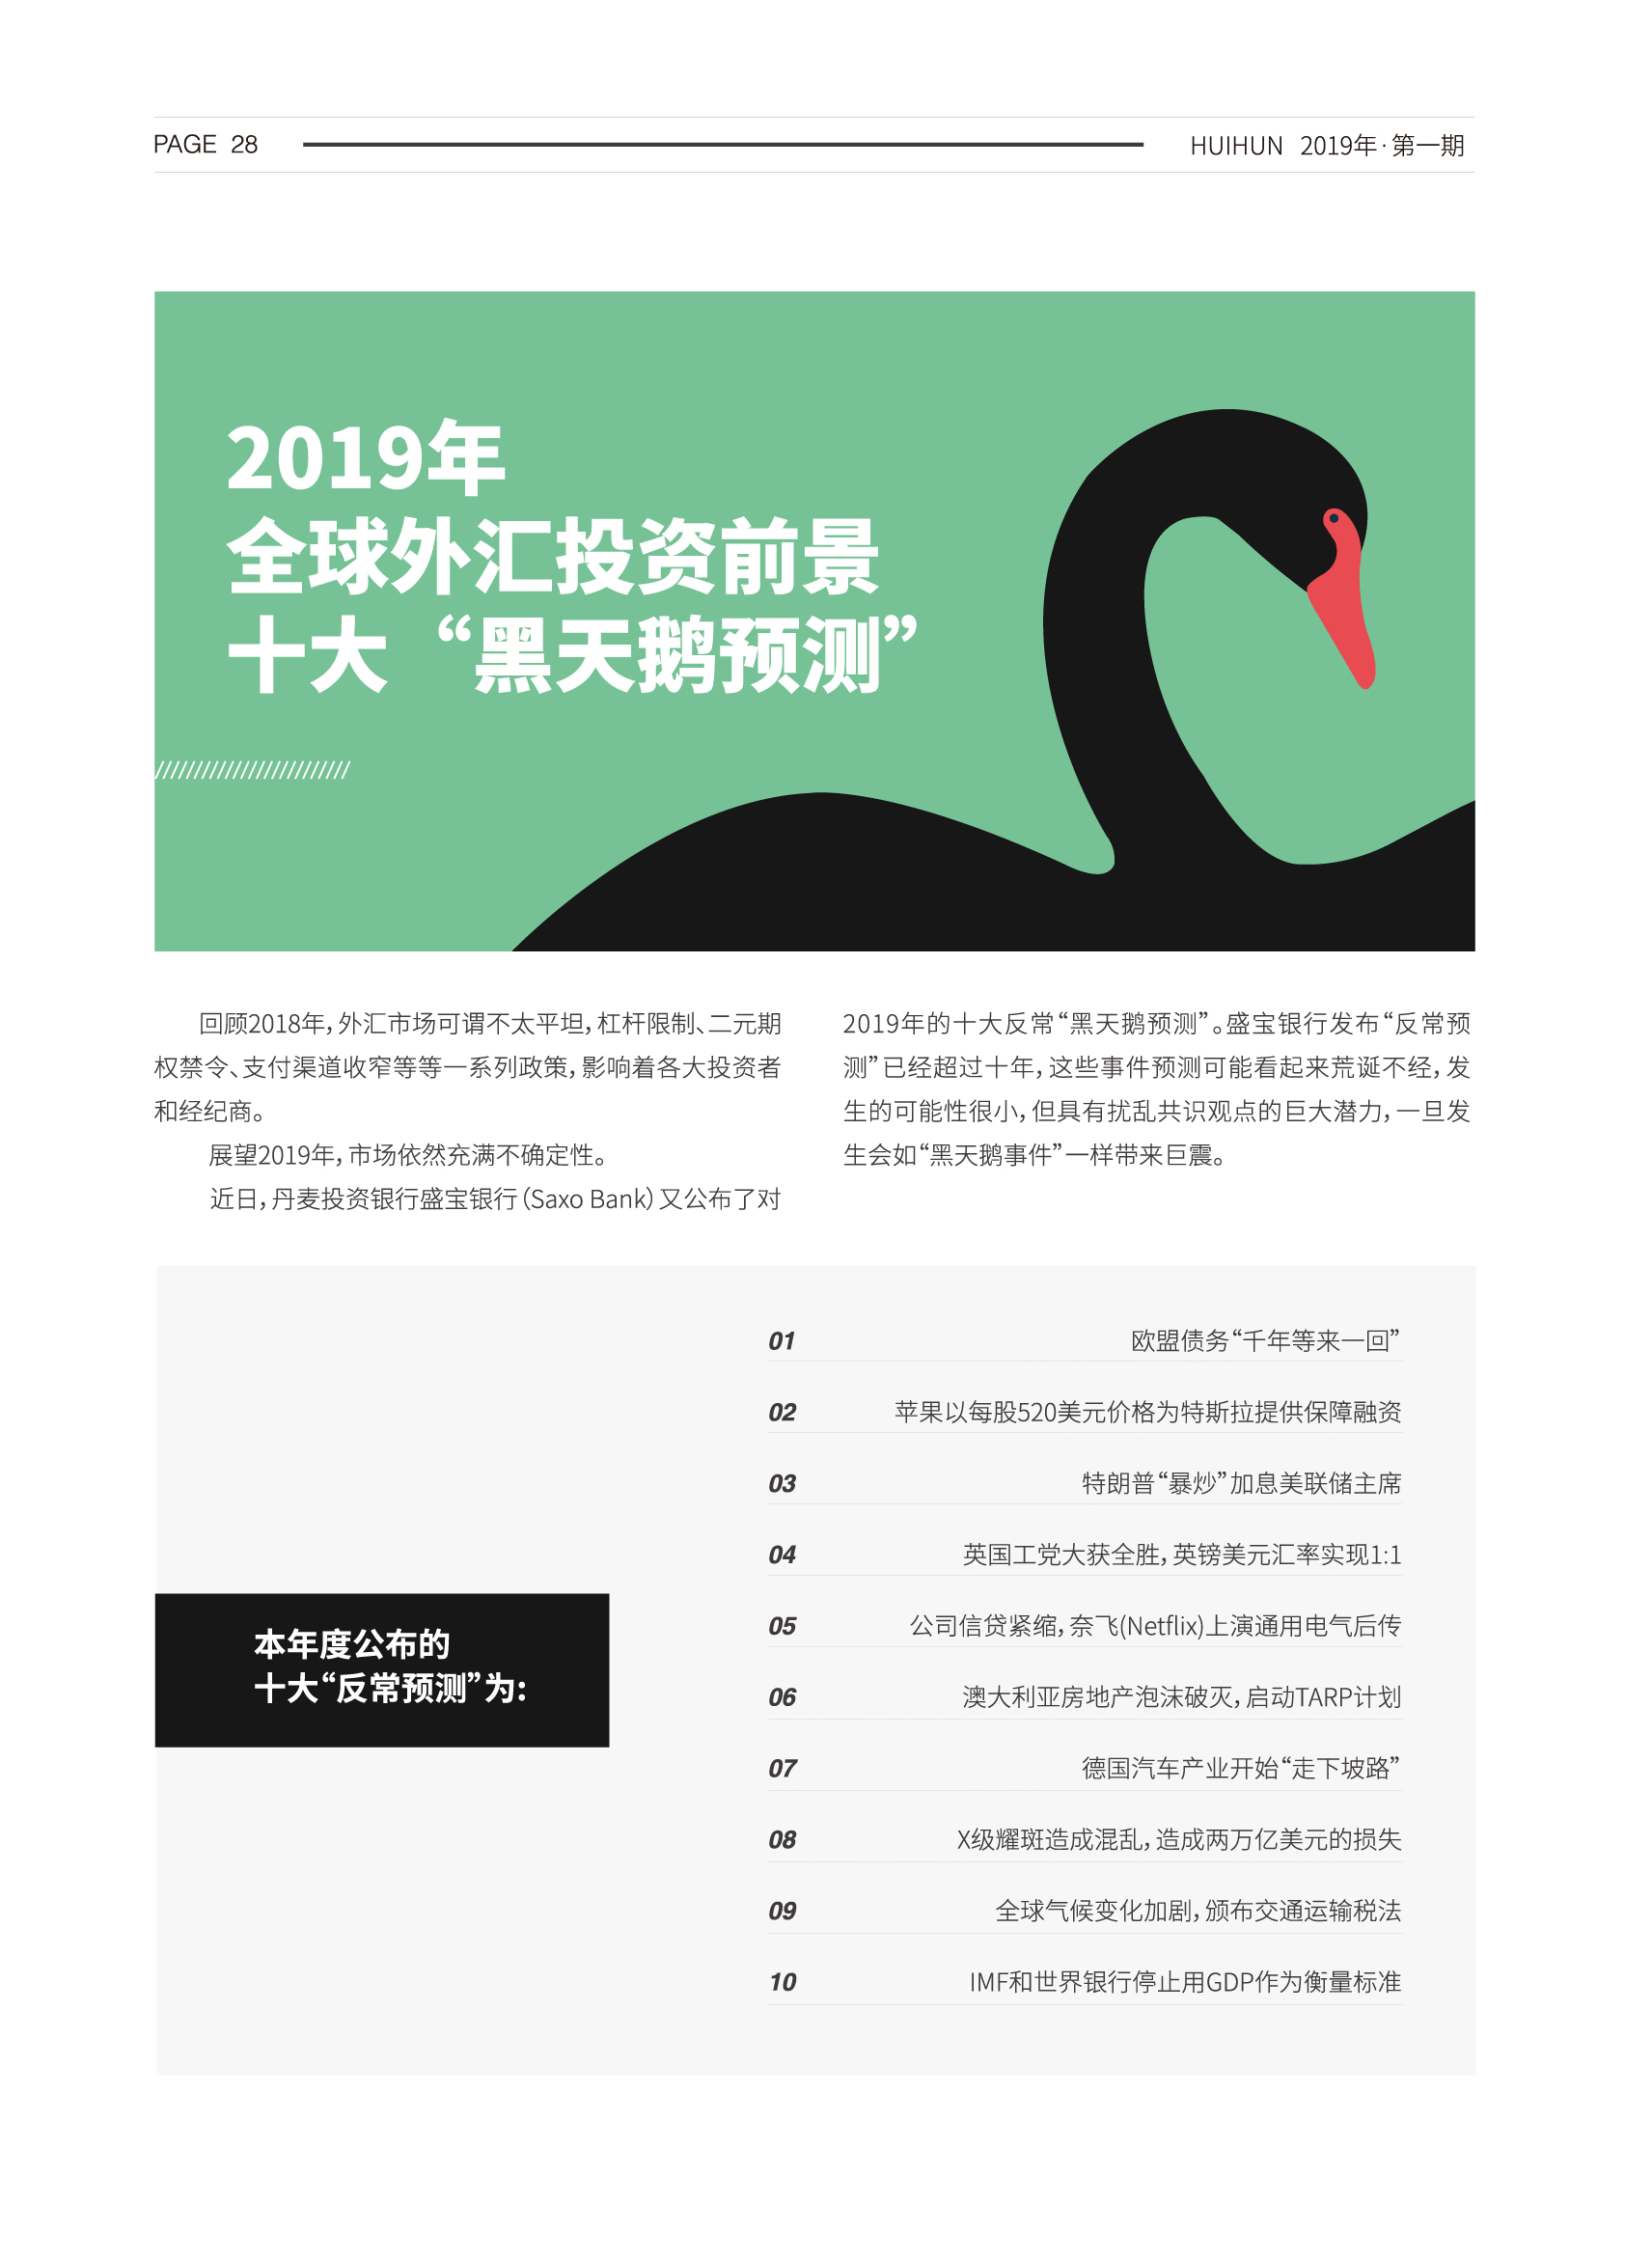 PAGE 28
HUIHUN 2019年·第一期
2019年
全球外汇投资前景
十大“黑天鹅预测”
回顾2018年，外汇市场可谓不太平坦，杠杆限制、二元期
权禁令、支付渠道收窄等等一系列政策，影响着各大投资者
和经纪商。
展望2019年，市场依然充满不确定性。
近日，丹麦投资银行盛宝银行（Saxo Bank）又公布了对
2019年的十大反常“黑天鹅预测”。盛宝银行发布“反常预
测”已经超过十年，这些事件预测可能看起来荒诞不经，发
生的可能性很小，但具有扰乱共识观点的巨大潜力，一旦发
生会如“黑天鹅事件”一样带来巨震。
本年度公布的
十大“反常预测”为：
01 欧盟债务“千年等来一回”
02 苹果以每股520美元价格为特斯拉提供保障融资
03 特朗普“暴炒”加息美联储主席
04 英国工党大获全胜，英镑美元汇率实现1:1
05 公司信贷紧缩，奈飞(Netflix)上演通用电气后传
06 澳大利亚房地产泡沫破灭，启动TARP计划
07 德国汽车产业开始“走下坡路”
08 X级耀斑造成混乱，造成两万亿美元的损失
09 全球气候变化加剧，颁布交通运输税法
10 IMF和世界银行停止用GDP作为衡量标准